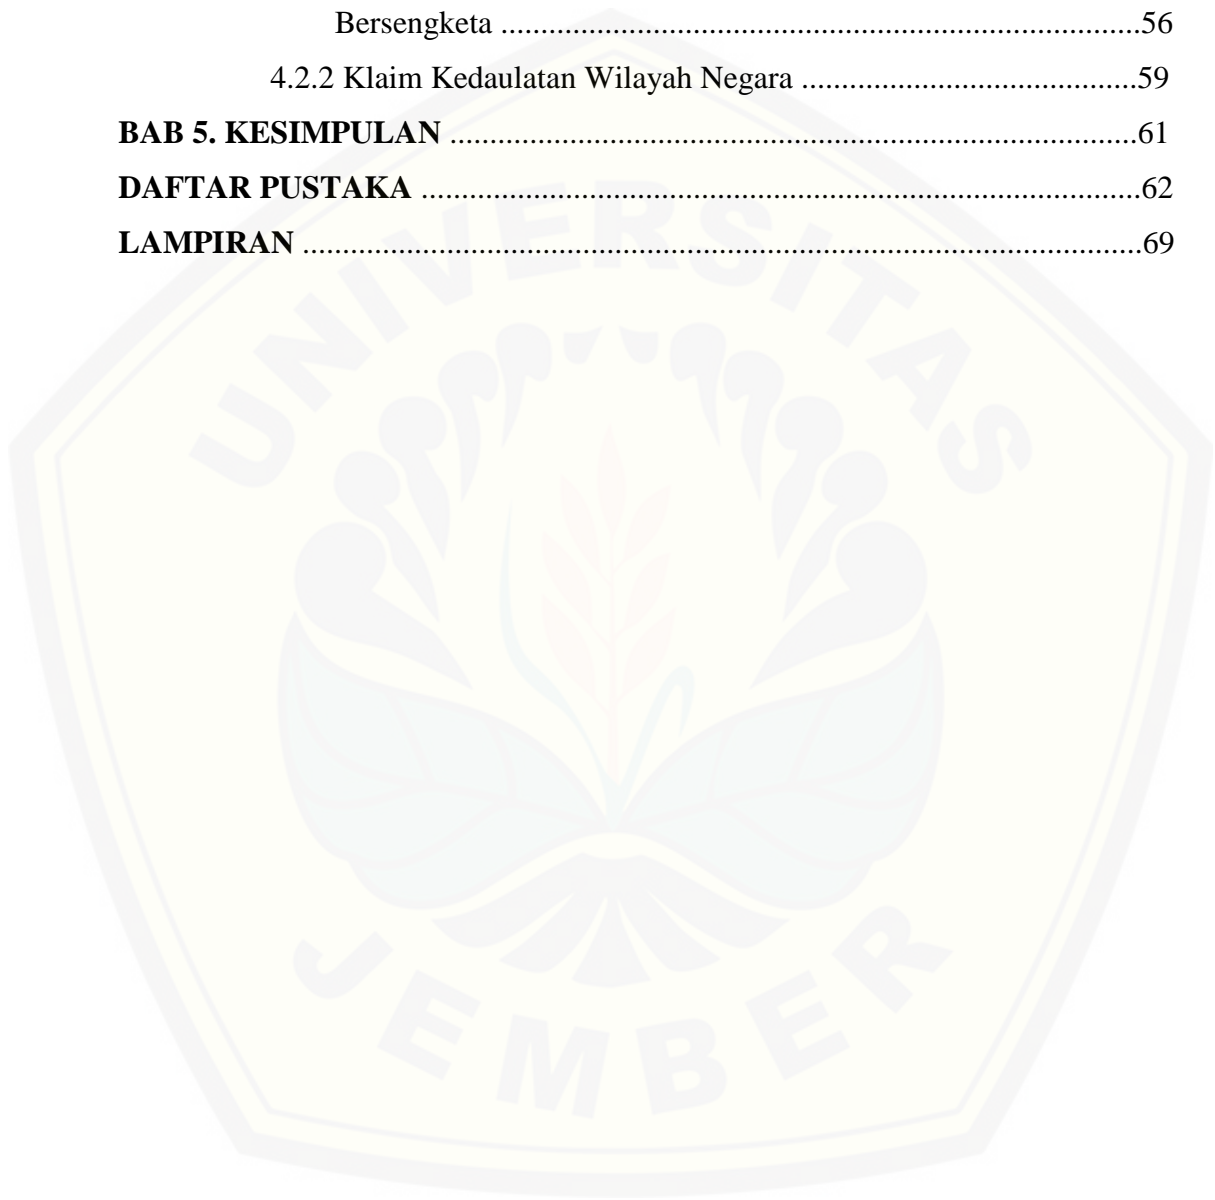 Bersengketa ................................................................................56
4.2.2 Klaim Kedaulatan Wilayah Negara ..............................................59
BAB 5. KESIMPULAN .......................................................................................61
DAFTAR PUSTAKA ...........................................................................................62
LAMPIRAN .........................................................................................................69
UNIVERSITAS
JEMBER